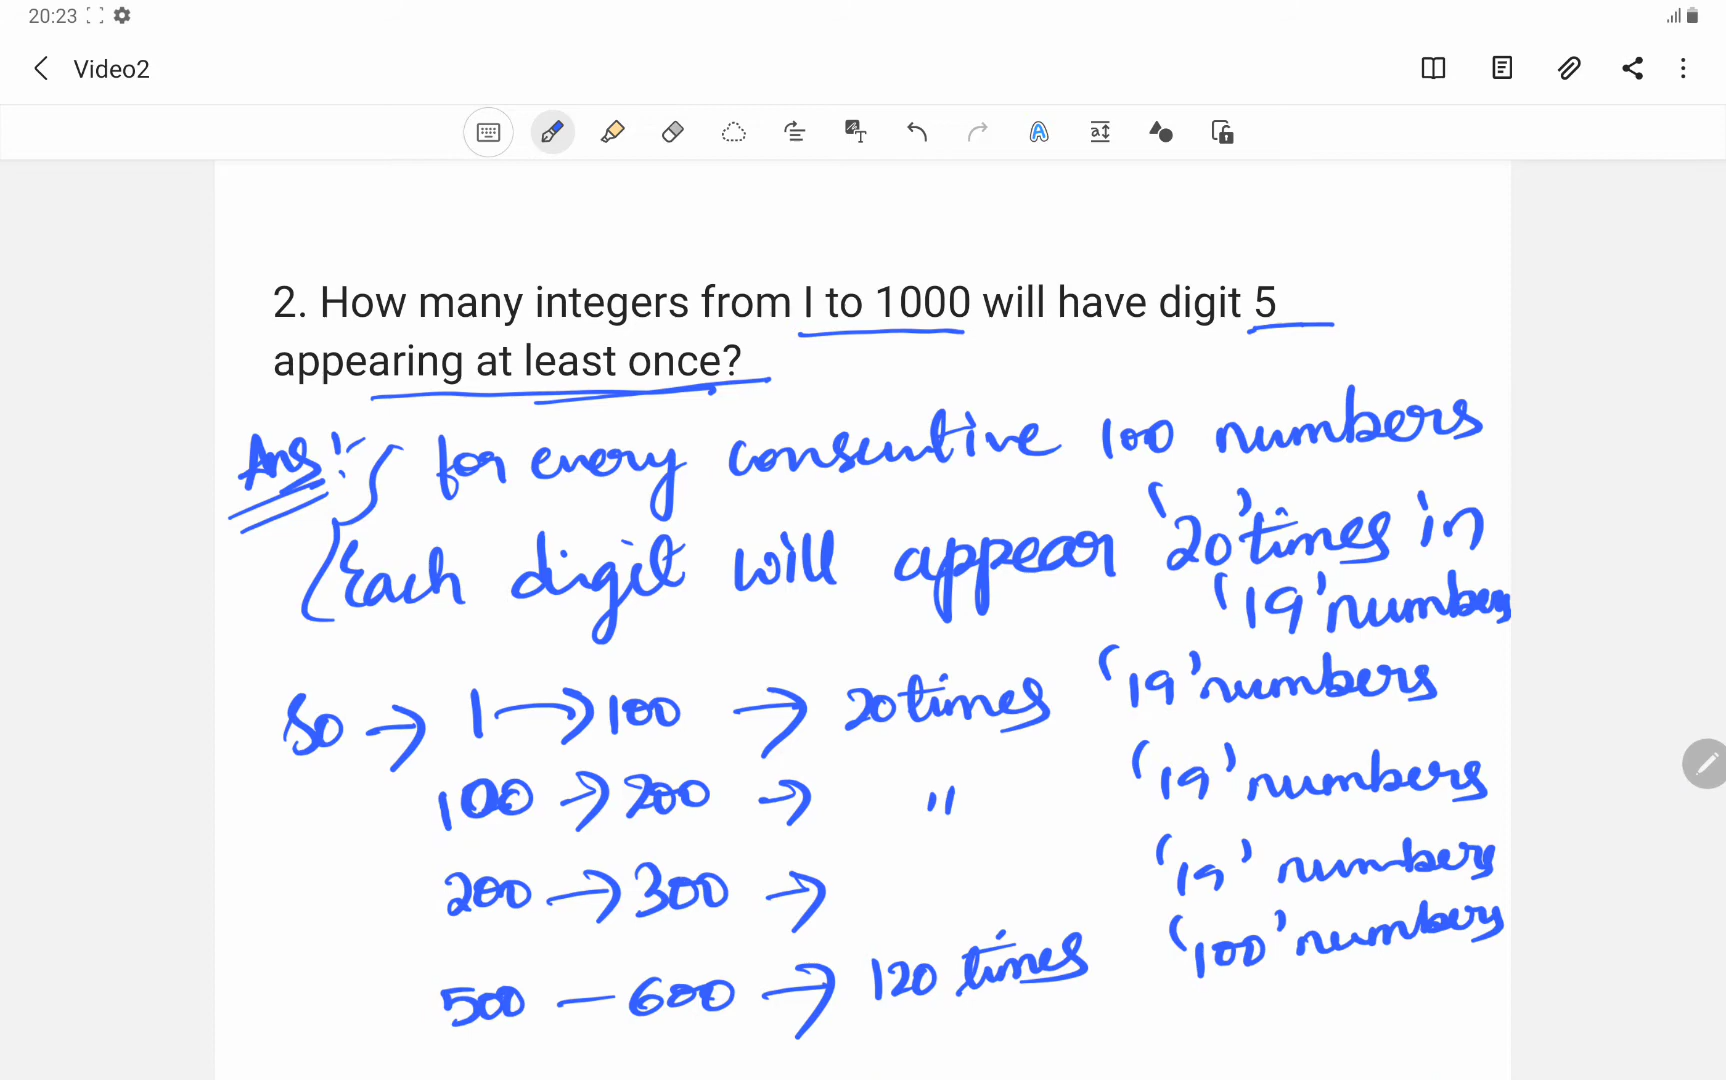 20:23
Video2
2. How many integers from I to 1000 will have digit 5
appearing at least once?
Ans:- for every consentive 100 numbers
Each digit will appear '20' times in
'19' numbers
So → 1 → 100 → 20 times '19' numbers
100 → 200 → " '19' numbers
200 → 300 → '19' numbers
500 — 600 → 120 times '100' numbers